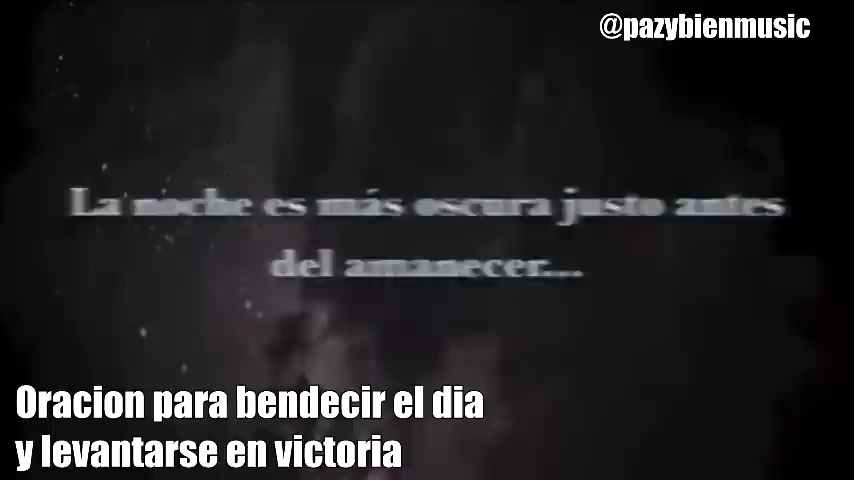 @pazybienmusic
La noche es más oscura justo antes
del amanecer...
Oracion para bendecir el dia
y levantarse en victoria